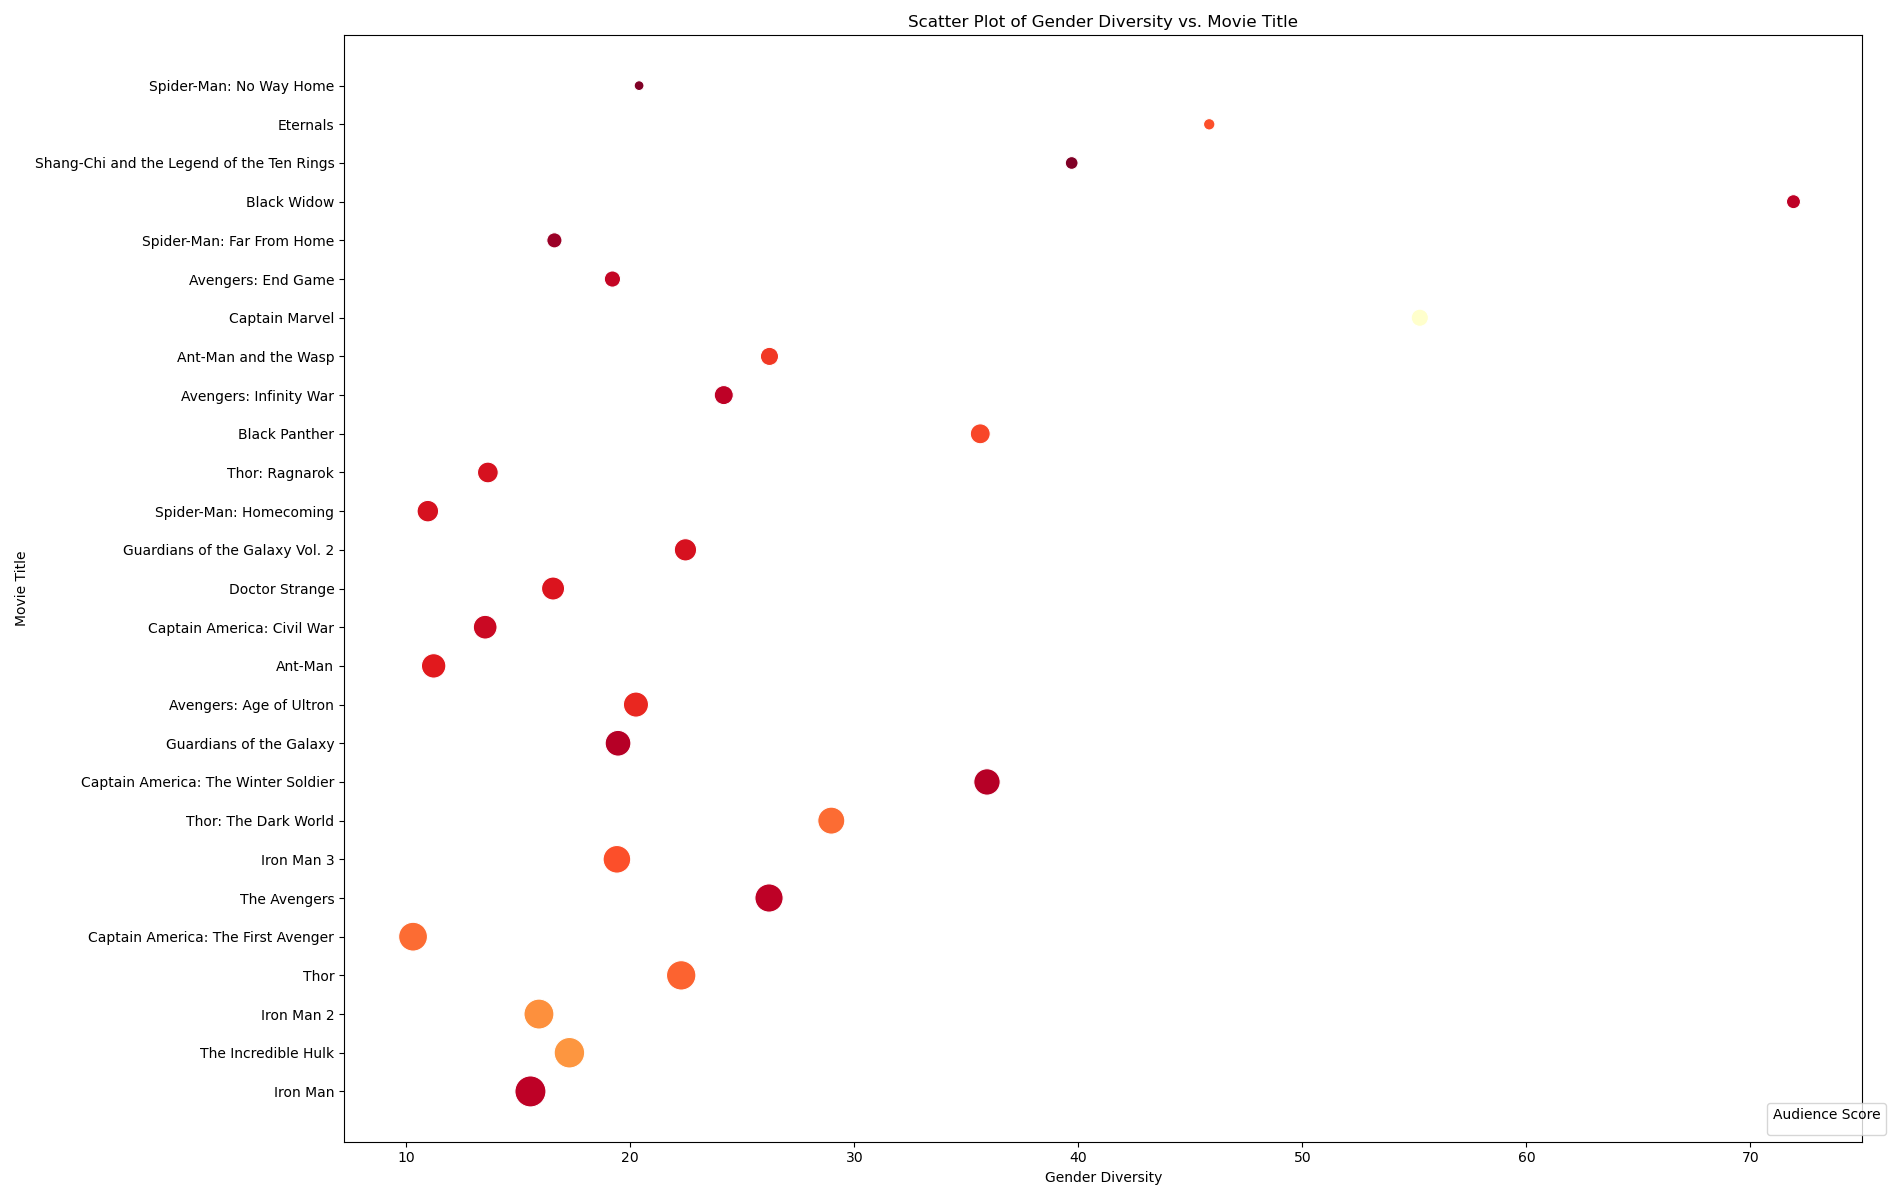 Scatter Plot of Gender Diversity vs. Movie Title
Spider-Man: No Way Home
Eternals
Shang-Chi and the Legend of the Ten Rings
Black Widow
Spider-Man: Far From Home
Avengers: End Game
Captain Marvel
Ant-Man and the Wasp
Avengers: Infinity War
Black Panther
Thor: Ragnarok
Spider-Man: Homecoming
Guardians of the Galaxy Vol. 2
Doctor Strange
Captain America: Civil War
Ant-Man
Avengers: Age of Ultron
Guardians of the Galaxy
Captain America: The Winter Soldier
Thor: The Dark World
Iron Man 3
The Avengers
Captain America: The First Avenger
Thor
Iron Man 2
The Incredible Hulk
Iron Man
Movie Title
Audience Score
10 20 30 40 50 60 70
Gender Diversity